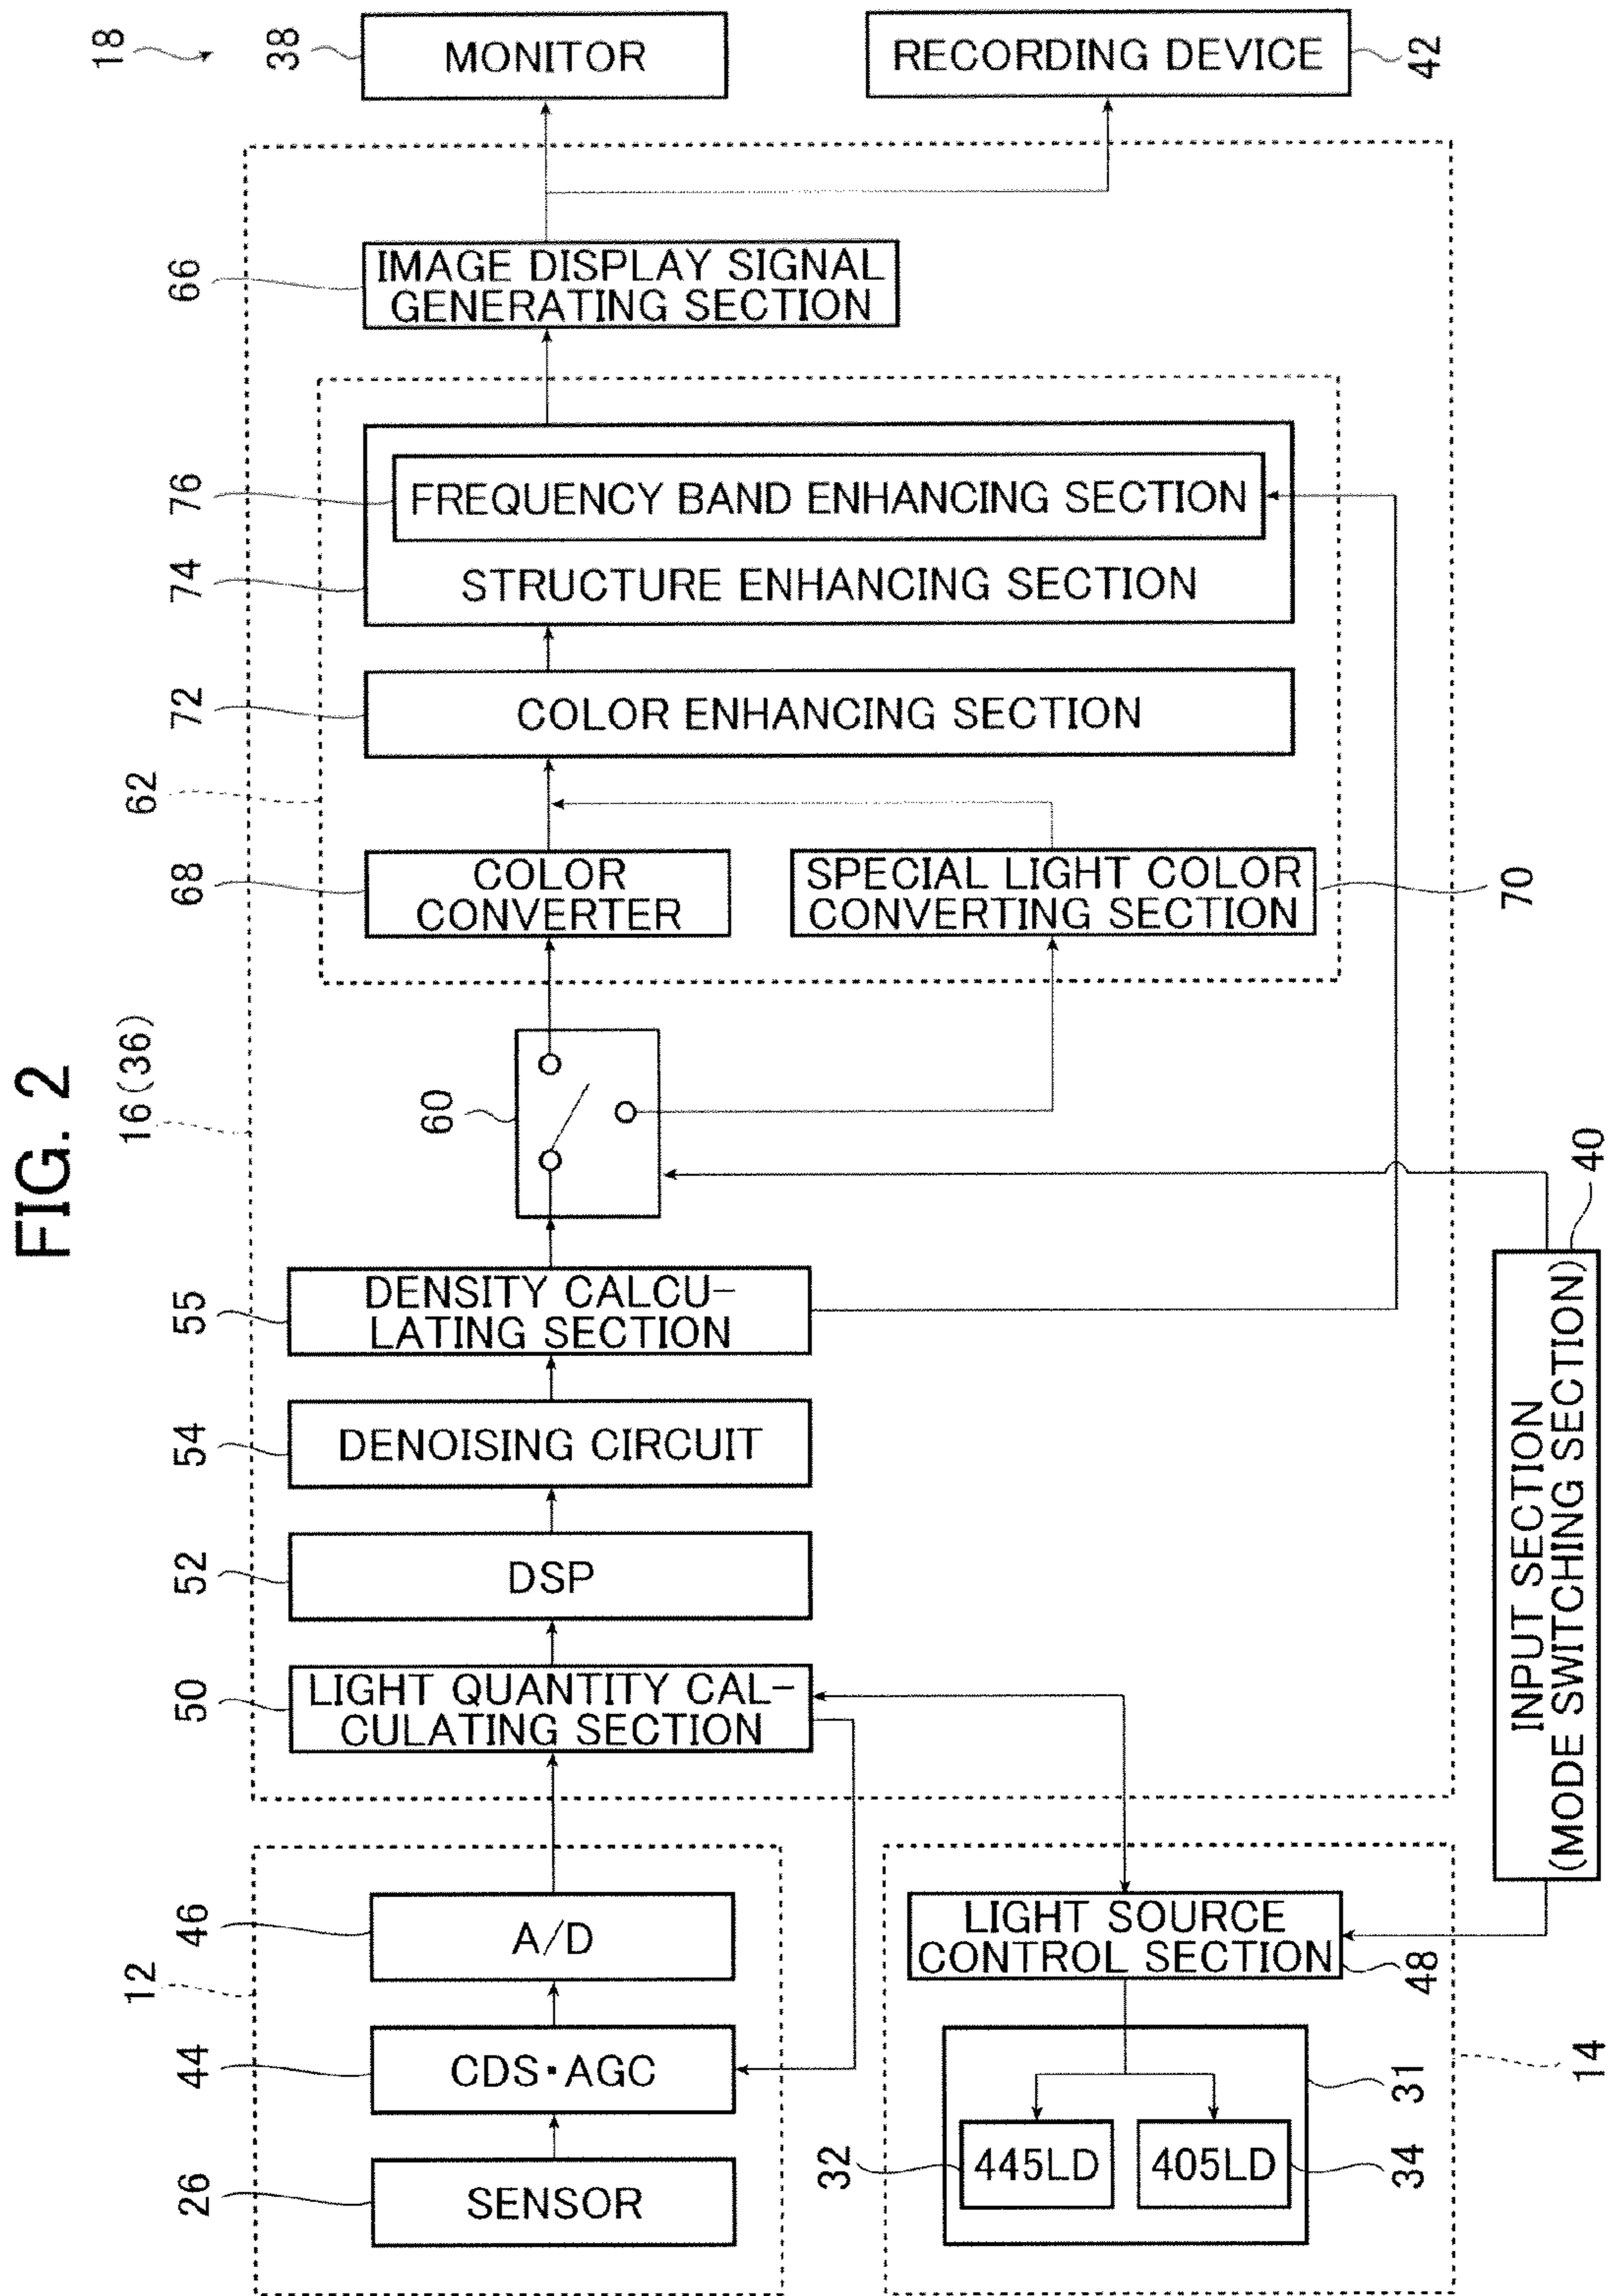 FIG. 2
18
38
MONITOR
RECORDING DEVICE
42
66
IMAGE DISPLAY SIGNAL
GENERATING SECTION
76
FREQUENCY BAND ENHANCING SECTION
74
STRUCTURE ENHANCING SECTION
72
COLOR ENHANCING SECTION
62
68
COLOR
CONVERTER
SPECIAL LIGHT COLOR
CONVERTING SECTION
70
16(36)
60
55
DENSITY CALCU-
LATING SECTION
54
DENOISING CIRCUIT
52
DSP
50
LIGHT QUANTITY CAL-
CULATING SECTION
40
INPUT SECTION
(MODE SWITCHING SECTION)
12
46
A/D
44
CDS・AGC
26
SENSOR
LIGHT SOURCE
CONTROL SECTION
48
14
31
32
445LD
405LD
34